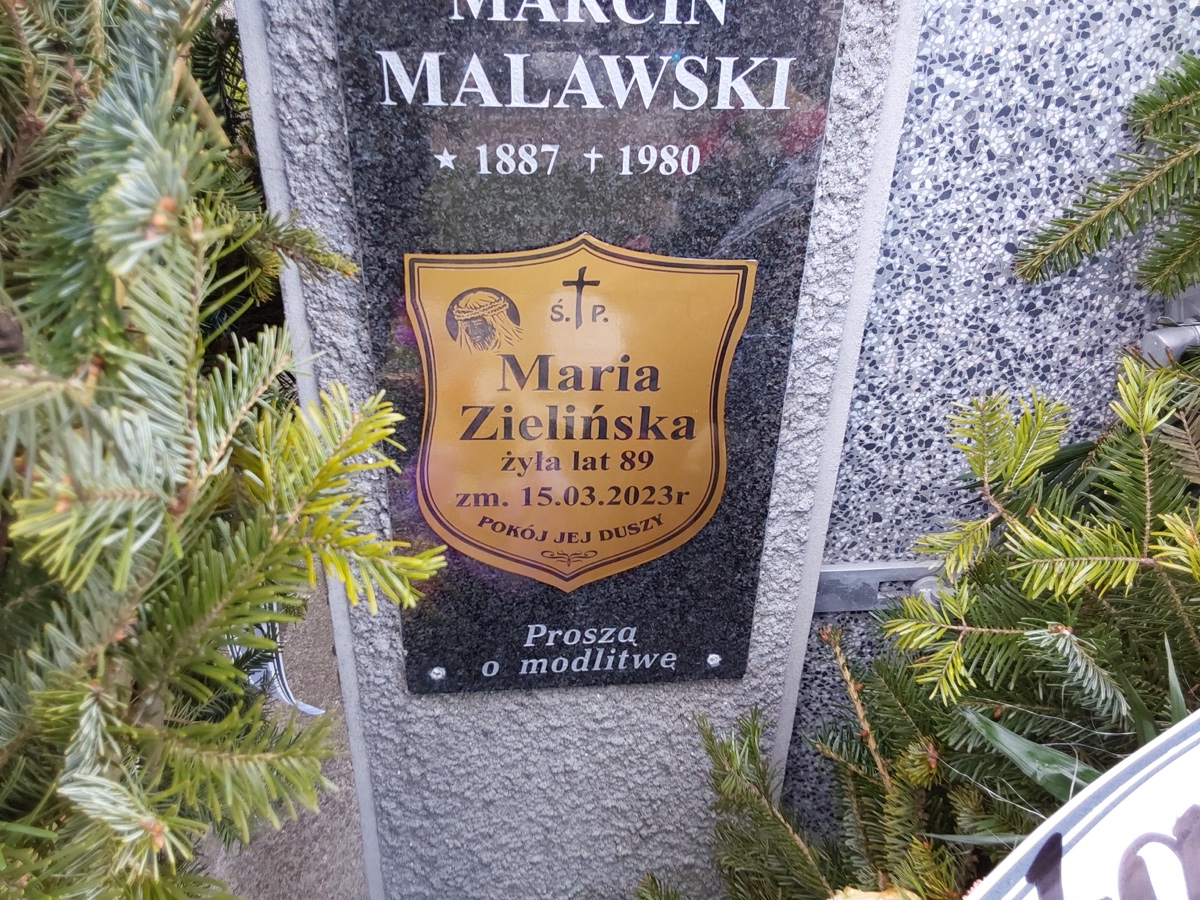 MARCIN
MALAWSKI
★ 1887 ✝ 1980
Ś. P.
Maria
Zielińska
żyła lat 89
zm. 15.03.2023r
POKÓJ JEJ DUSZY
Proszą
o modlitwę